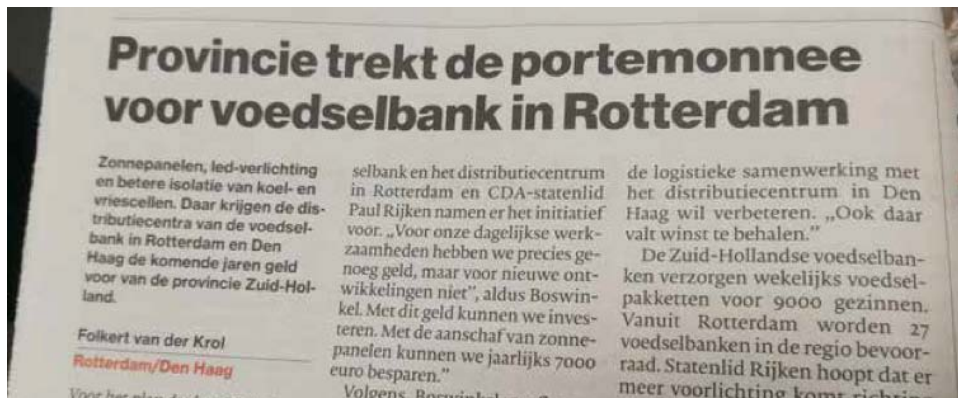 Provincie trekt de portemonnee
voor voedselbank in Rotterdam
Zonnepanelen, led-verlichting
en betere isolatie van koel- en
vriescellen. Daar krijgen de dis-
tributiecentra van de voedsel-
bank in Rotterdam en Den
Haag de komende jaren geld
voor van de provincie Zuid-Hol-
land.
Folkert van der Krol
Rotterdam/Den Haag
Voor het plan
selbank en het distributiecentrum
in Rotterdam en CDA-statenlid
Paul Rijken namen er het initiatief
voor. „Voor onze dagelijkse werk-
zaamheden hebben we precies ge-
noeg geld, maar voor nieuwe ont-
wikkelingen niet”, aldus Boswin-
kel. Met dit geld kunnen we inves-
teren. Met de aanschaf van zonne-
panelen kunnen we jaarlijks 7000
euro besparen.”
Volgens
de logistieke samenwerking met
het distributiecentrum in Den
Haag wil verbeteren. „Ook daar
valt winst te behalen.”
De Zuid-Hollandse voedselban-
ken verzorgen wekelijks voedsel-
pakketten voor 9000 gezinnen.
Vanuit Rotterdam worden 27
voedselbanken in de regio bevoor-
raad. Statenlid Rijken hoopt dat er
meer voorlichting komt richting